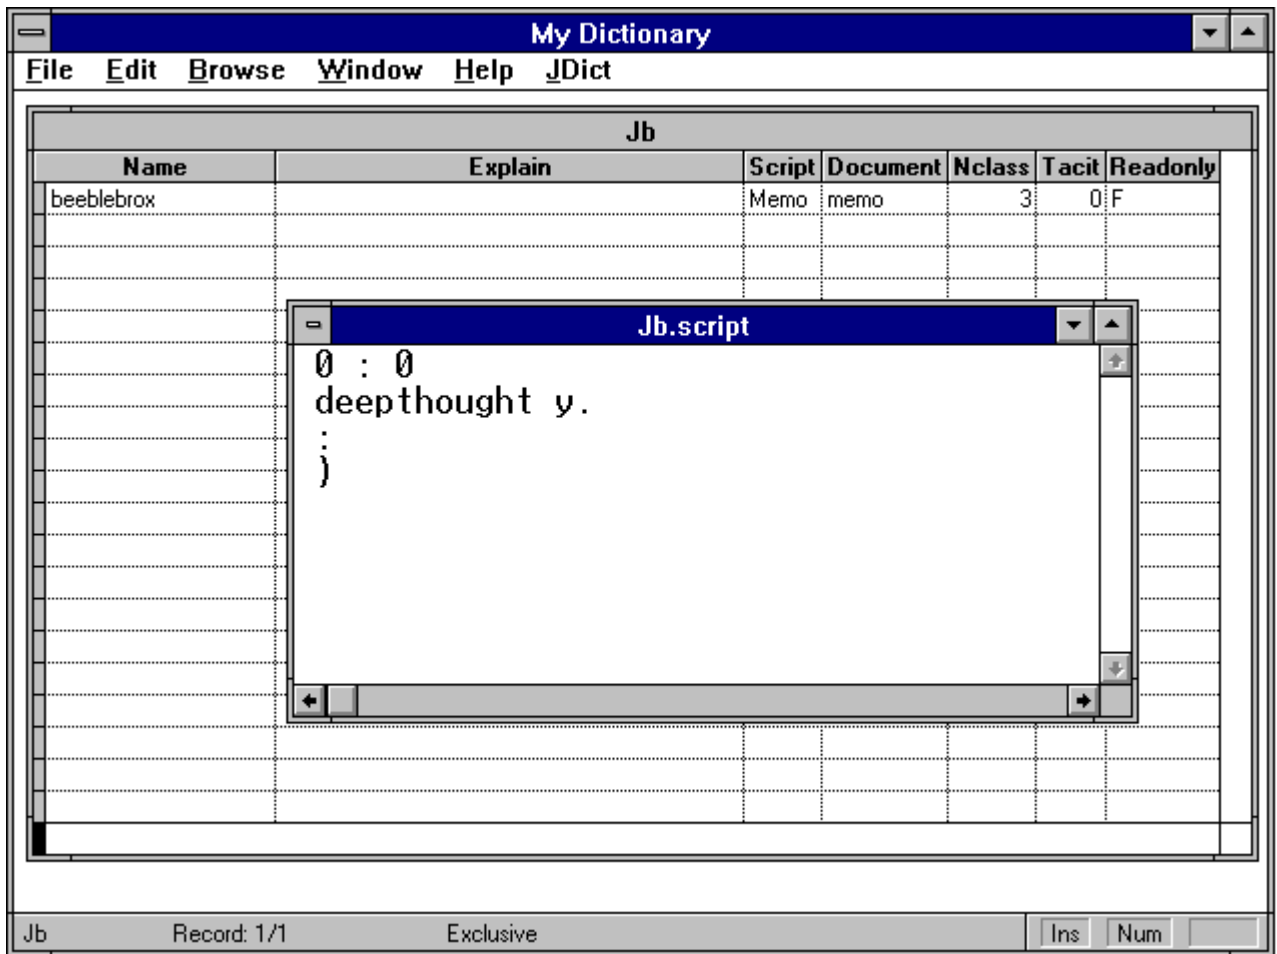 My Dictionary
File Edit Browse Window Help JDict
Jb
Name Explain Script Document Nclass Tacit Readonly
beeblebrox Memo memo 3 0 F
Jb.script
0 : 0
deepthought y.
:
)
Jb Record: 1/1 Exclusive Ins Num